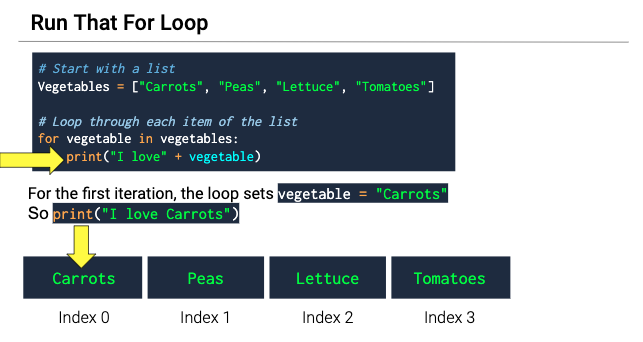 Run That For Loop
# Start with a list
Vegetables = ["Carrots", "Peas", "Lettuce", "Tomatoes"]
# Loop through each item of the list
for vegetable in vegetables:
print("I love" + vegetable)
For the first iteration, the loop sets vegetable = "Carrots"
So print("I love Carrots")
Carrots Peas Lettuce Tomatoes
Index 0 Index 1 Index 2 Index 3